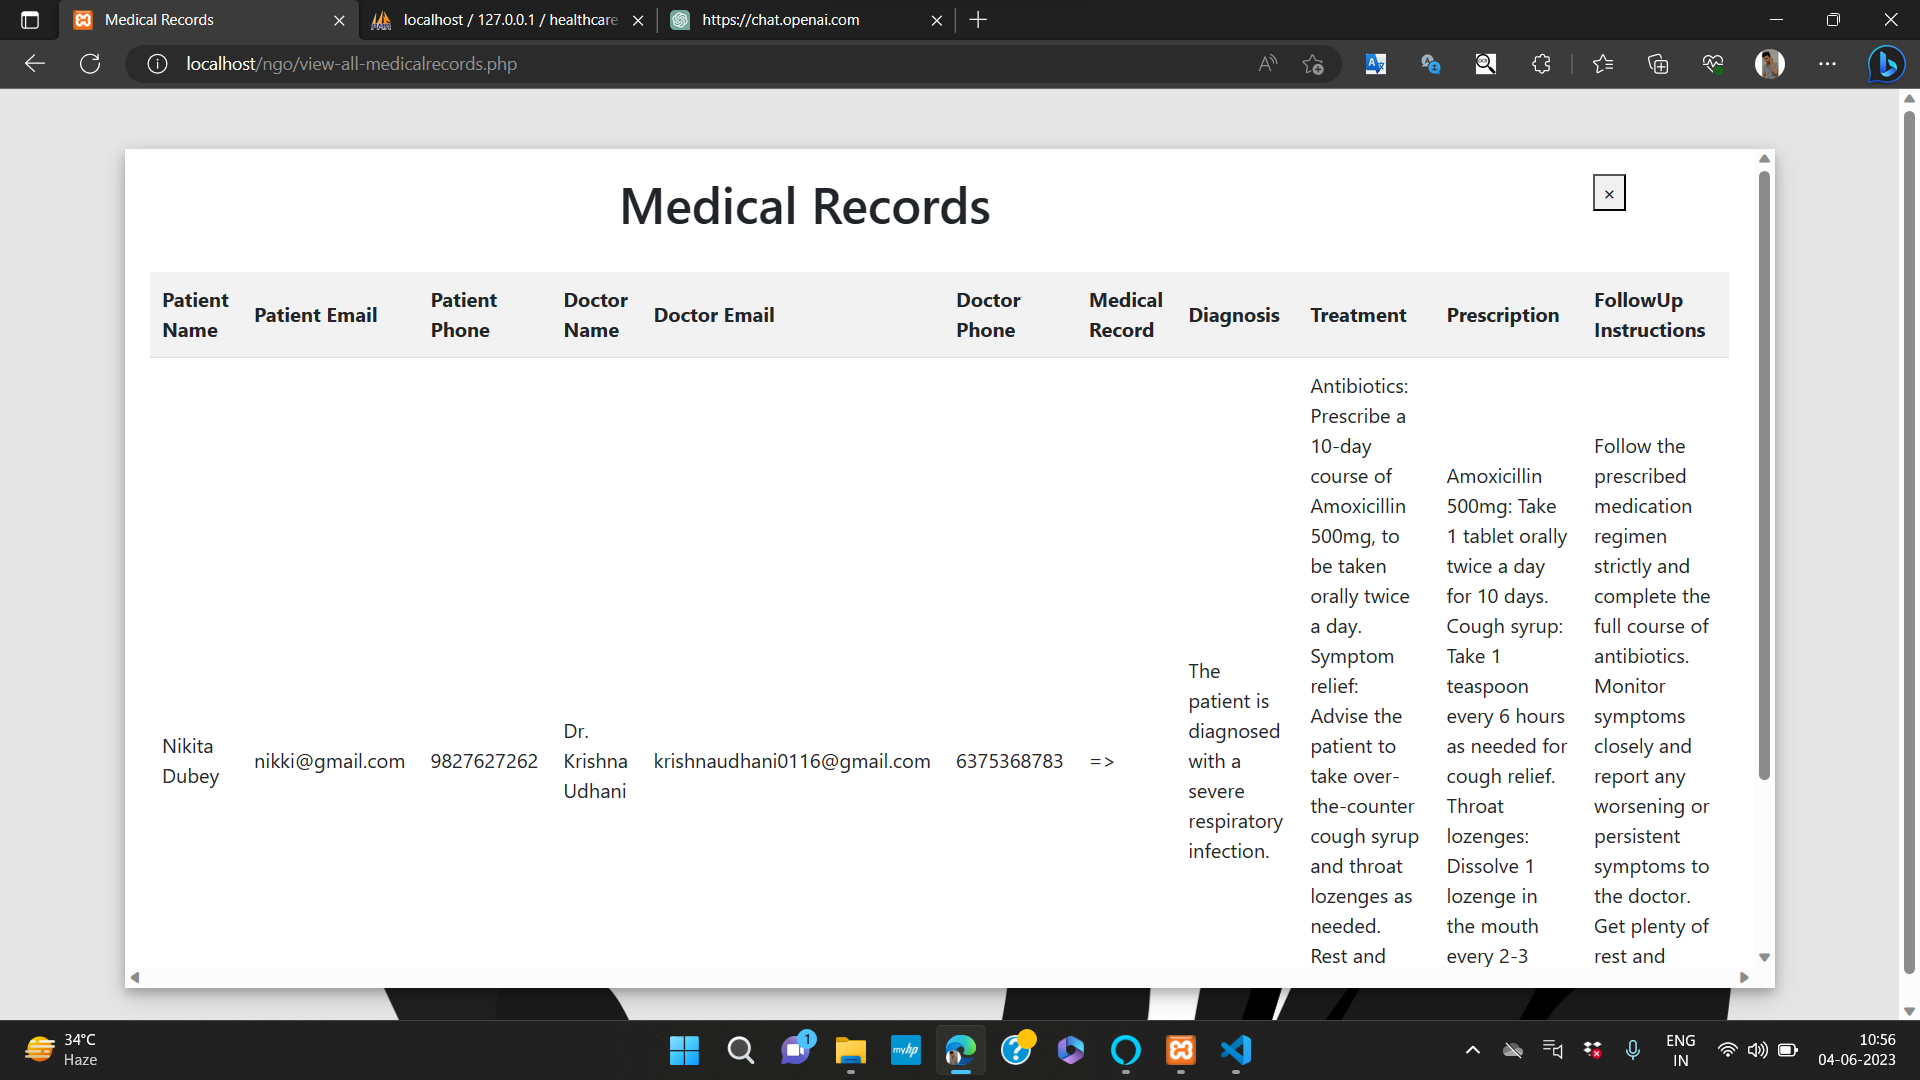 Medical Records
localhost / 127.0.0.1 / healthcare
https://chat.openai.com
localhost/ngo/view-all-medicalrecords.php
Medical Records
×
Patient Name
Patient Email
Patient Phone
Doctor Name
Doctor Email
Doctor Phone
Medical Record
Diagnosis
Treatment
Prescription
FollowUp Instructions
Nikita
Dubey
nikki@gmail.com
9827627262
Dr.
Krishna
Udhani
krishnaudhani0116@gmail.com
6375368783
=>
The
patient is
diagnosed
with a
severe
respiratory
infection.
Antibiotics:
Prescribe a
10-day
course of
Amoxicillin
500mg, to
be taken
orally twice
a day.
Symptom
relief:
Advise the
patient to
take over-
the-counter
cough syrup
and throat
lozenges as
needed.
Rest and
Amoxicillin
500mg: Take
1 tablet orally
twice a day
for 10 days.
Cough syrup:
Take 1
teaspoon
every 6 hours
as needed for
cough relief.
Throat
lozenges:
Dissolve 1
lozenge in
the mouth
every 2-3
Follow the
prescribed
medication
regimen
strictly and
complete the
full course of
antibiotics.
Monitor
symptoms
closely and
report any
worsening or
persistent
symptoms to
the doctor.
Get plenty of
rest and
34°C
Haze
1
myhp
ENG
IN
10:56
04-06-2023